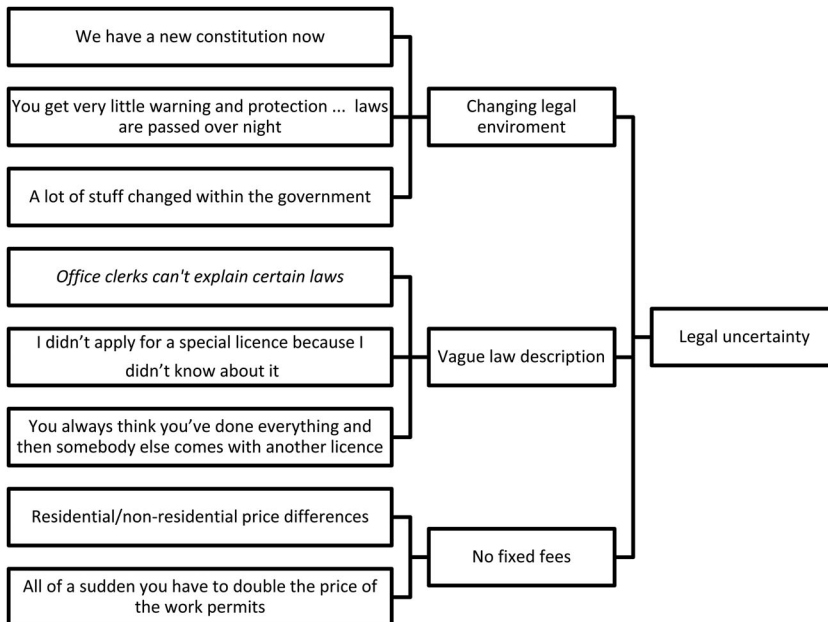 We have a new constitution now
You get very little warning and protection ... laws
are passed over night
A lot of stuff changed within the government
Office clerks can't explain certain laws
I didn’t apply for a special licence because I
didn’t know about it
You always think you’ve done everything and
then somebody else comes with another licence
Residential/non-residential price differences
All of a sudden you have to double the price of
the work permits
Changing legal
enviroment
Vague law description
No fixed fees
Legal uncertainty